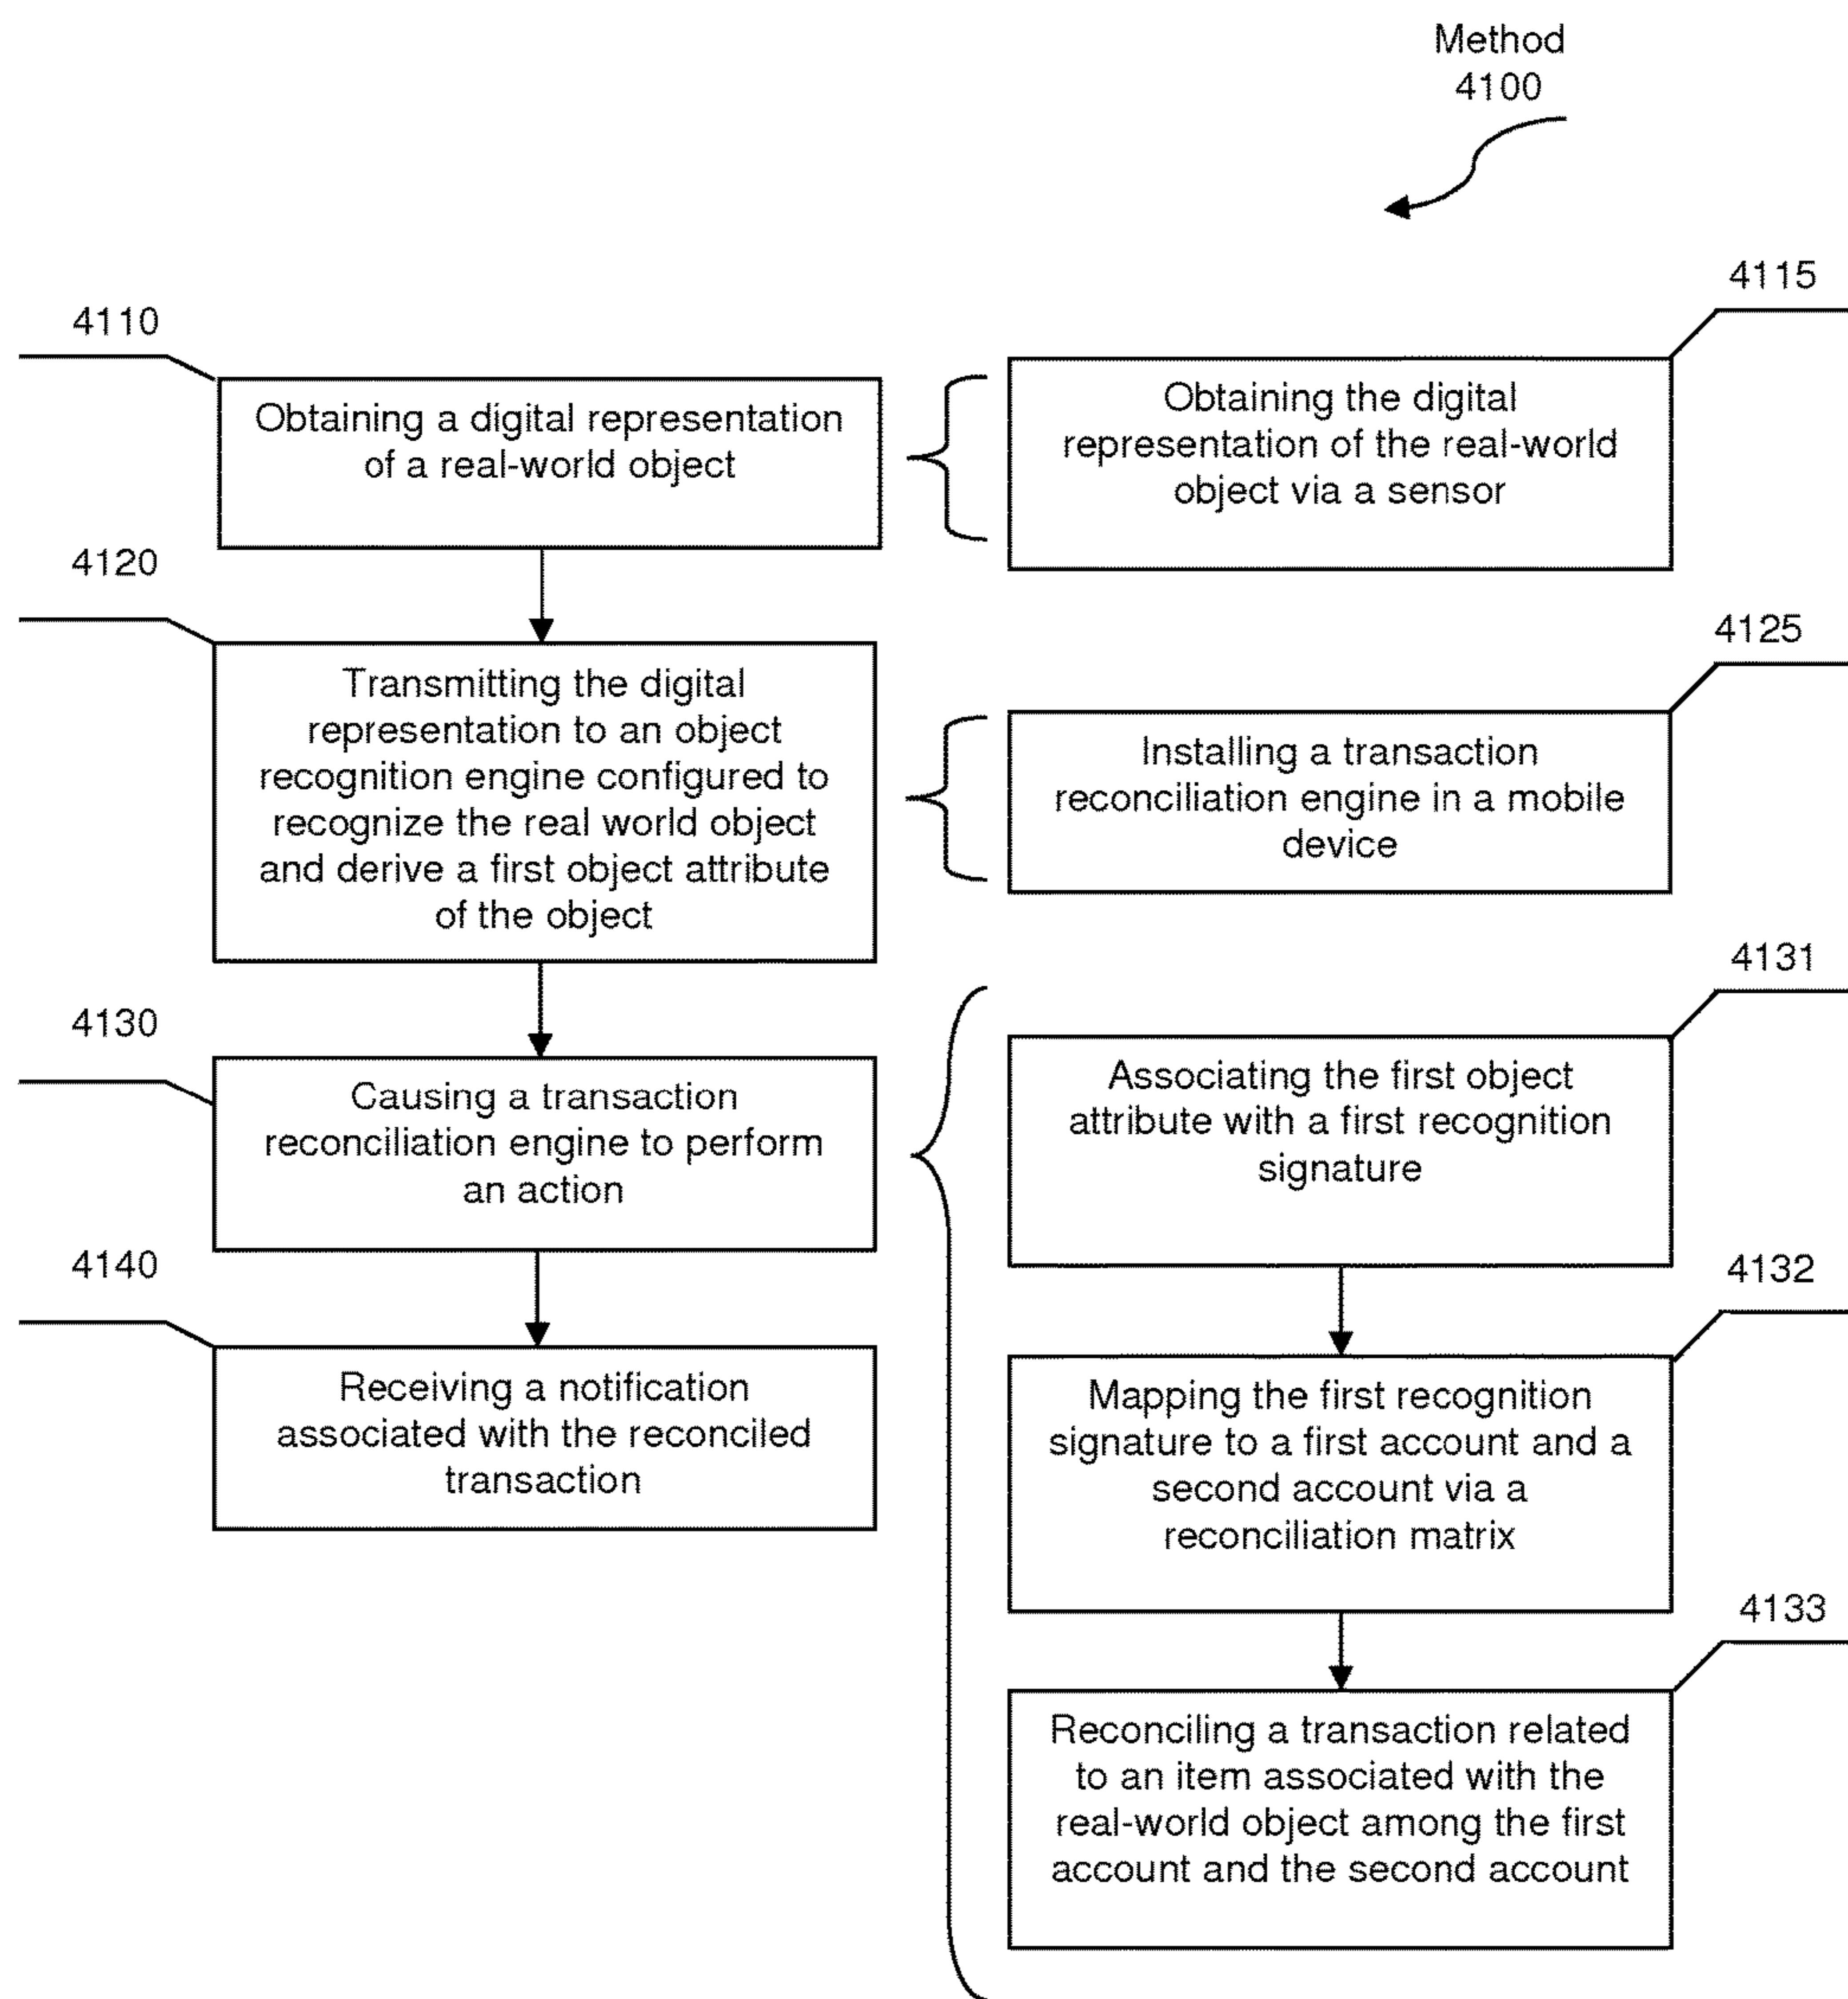 Method
4100
4110
Obtaining a digital representation
of a real-world object
4115
Obtaining the digital
representation of the real-world
object via a sensor
4120
Transmitting the digital
representation to an object
recognition engine configured to
recognize the real world object
and derive a first object attribute
of the object
4125
Installing a transaction
reconciliation engine in a mobile
device
4130
Causing a transaction
reconciliation engine to perform
an action
4131
Associating the first object
attribute with a first recognition
signature
4132
Mapping the first recognition
signature to a first account and a
second account via a
reconciliation matrix
4133
Reconciling a transaction related
to an item associated with the
real-world object among the first
account and the second account
4140
Receiving a notification
associated with the reconciled
transaction